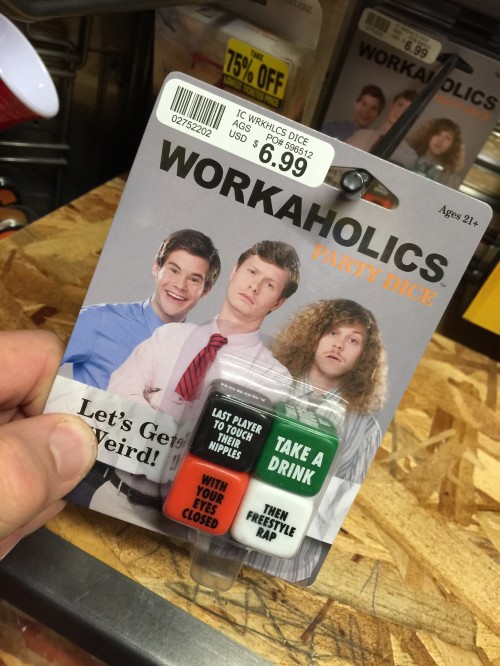 TAKE
75% OFF
6.99
WORKAHOLICS
02752202
IC WRKHLCS DICE
AGS PO# 596512
USD $ 6.99
WORKAHOLICS
PARTY DICE
Ages 21+
Let's Get
Weird!
LAST PLAYER
TO TOUCH
THEIR
NIPPLES
TAKE A
DRINK
WITH
YOUR
EYES
CLOSED
THEN
FREESTYLE
RAP